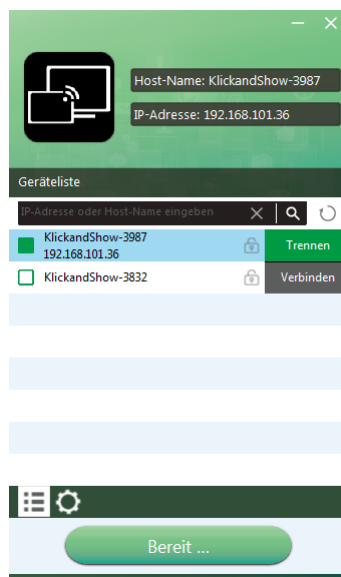 Host-Name: KlickandShow-3987
IP-Adresse: 192.168.101.36
Geräteliste
IP-Adresse oder Host-Name eingeben
KlickandShow-3987
192.168.101.36
Trennen
KlickandShow-3832
Verbinden
Bereit ...